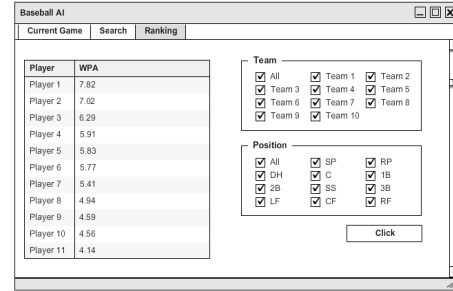 Baseball AI
Current Game Search Ranking
Player WPA
Player 1 7.82
Player 2 7.02
Player 3 6.29
Player 4 5.91
Player 5 5.83
Player 6 5.77
Player 7 5.41
Player 8 4.94
Player 9 4.59
Player 10 4.56
Player 11 4.14
Team
All Team 1 Team 2
Team 3 Team 4 Team 5
Team 6 Team 7 Team 8
Team 9 Team 10
Position
All SP RP
DH C 1B
2B SS 3B
LF CF RF
Click